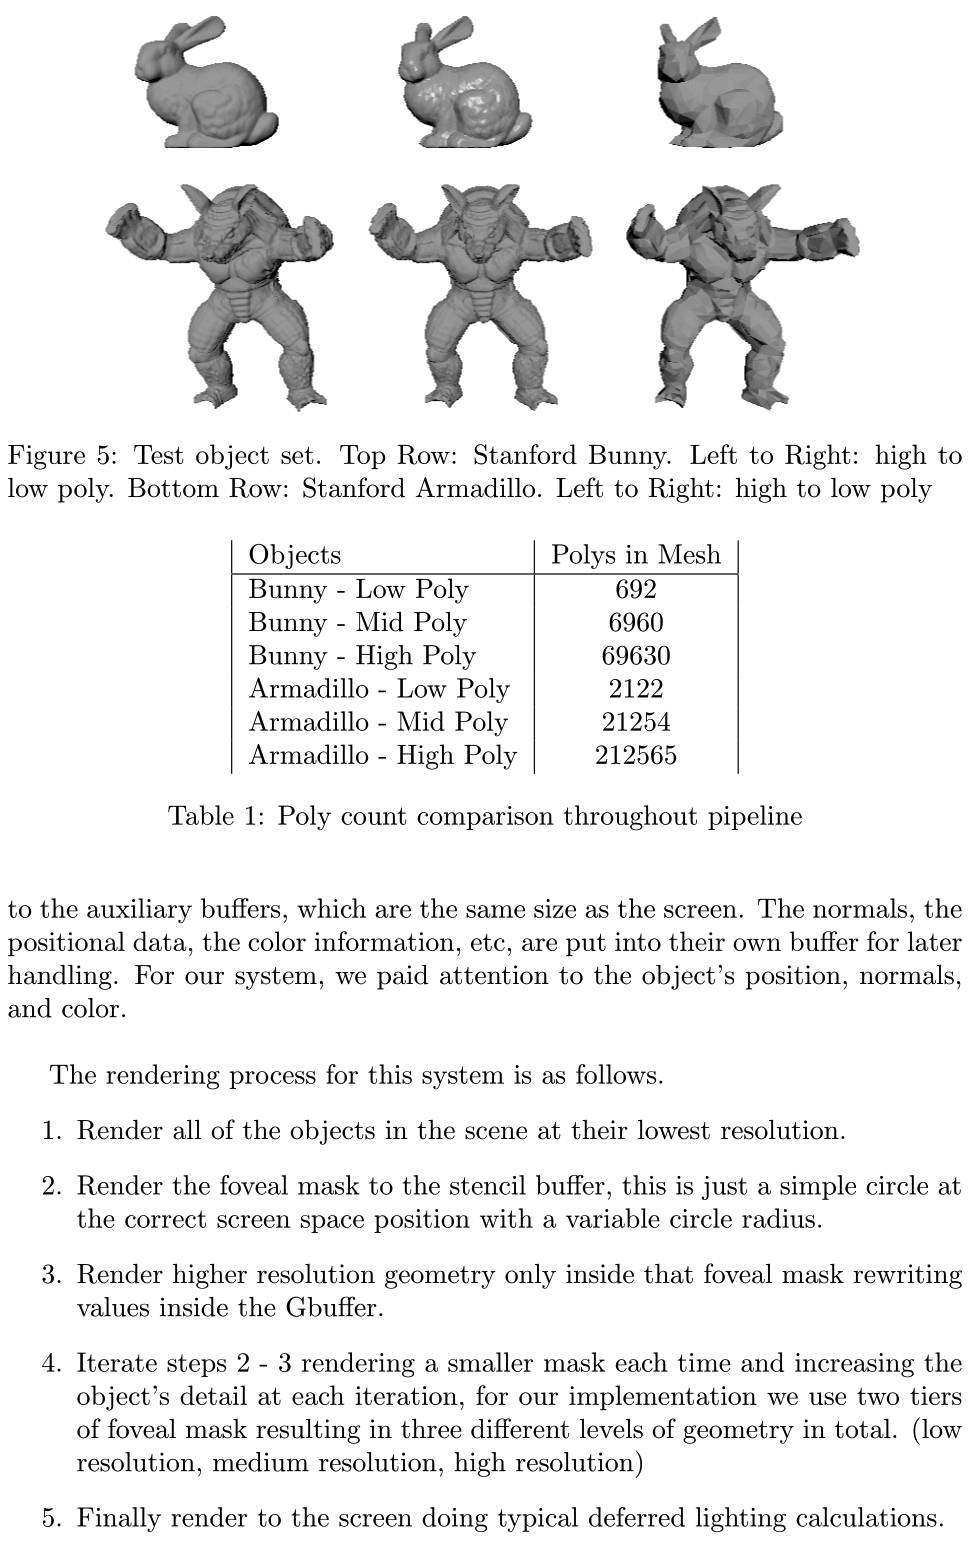 Figure 5: Test object set. Top Row: Stanford Bunny. Left to Right: high to
low poly. Bottom Row: Stanford Armadillo. Left to Right: high to low poly
Objects Polys in Mesh
Bunny - Low Poly 692
Bunny - Mid Poly 6960
Bunny - High Poly 69630
Armadillo - Low Poly 2122
Armadillo - Mid Poly 21254
Armadillo - High Poly 212565
Table 1: Poly count comparison throughout pipeline
to the auxiliary buffers, which are the same size as the screen. The normals, the
positional data, the color information, etc, are put into their own buffer for later
handling. For our system, we paid attention to the object's position, normals,
and color.
The rendering process for this system is as follows.
1. Render all of the objects in the scene at their lowest resolution.
2. Render the foveal mask to the stencil buffer, this is just a simple circle at
the correct screen space position with a variable circle radius.
3. Render higher resolution geometry only inside that foveal mask rewriting
values inside the Gbuffer.
4. Iterate steps 2 - 3 rendering a smaller mask each time and increasing the
object's detail at each iteration, for our implementation we use two tiers
of foveal mask resulting in three different levels of geometry in total. (low
resolution, medium resolution, high resolution)
5. Finally render to the screen doing typical deferred lighting calculations.